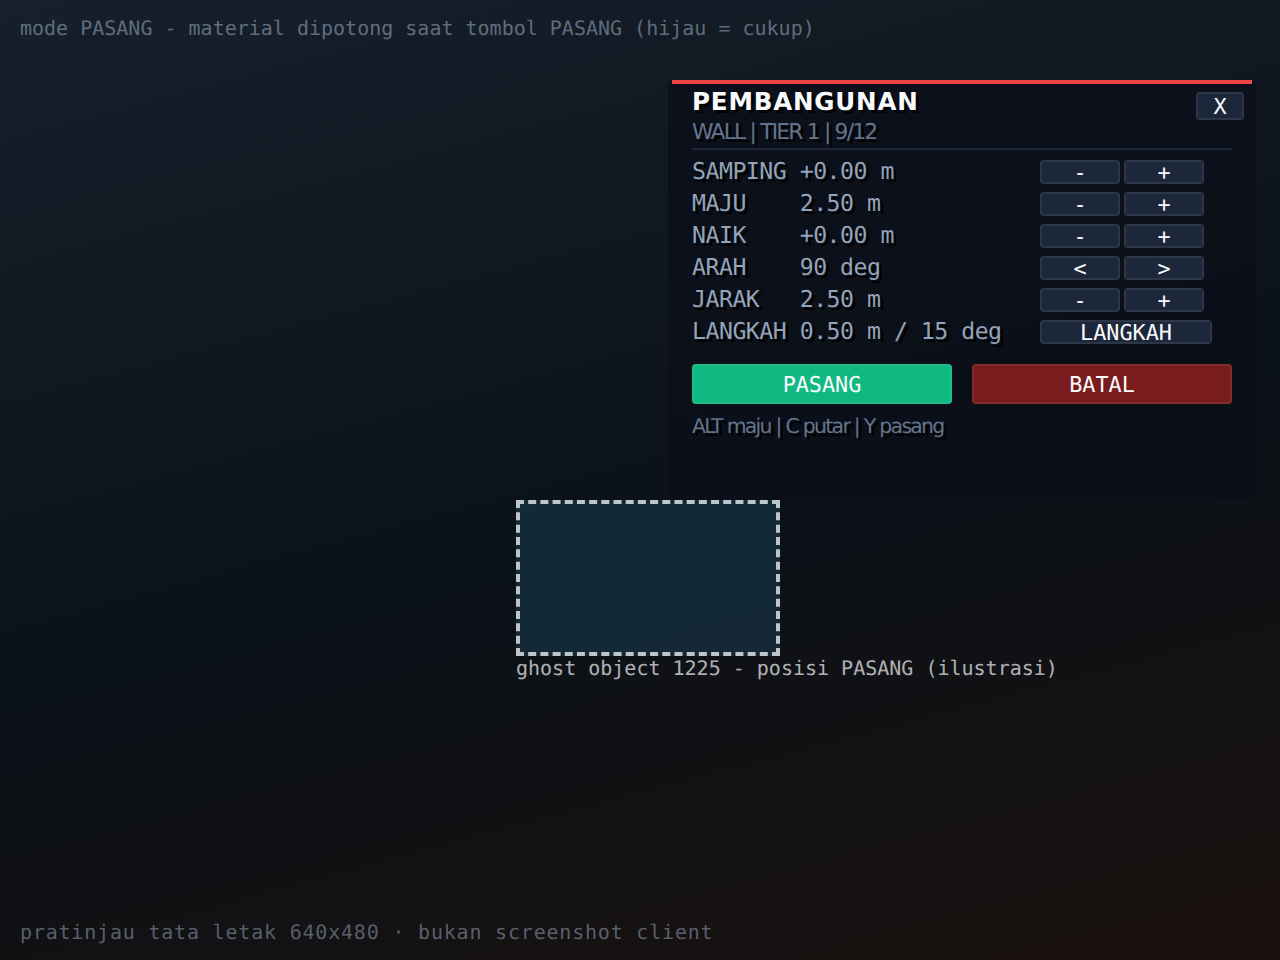 mode PASANG - material dipotong saat tombol PASANG (hijau = cukup)
PEMBANGUNAN
X
WALL | TIER 1 | 9/12
SAMPING +0.00 m - +
MAJU 2.50 m - +
NAIK +0.00 m - +
ARAH 90 deg < >
JARAK 2.50 m - +
LANGKAH 0.50 m / 15 deg LANGKAH
PASANG BATAL
ALT maju | C putar | Y pasang
ghost object 1225 - posisi PASANG (ilustrasi)
pratinjau tata letak 640x480 · bukan screenshot client